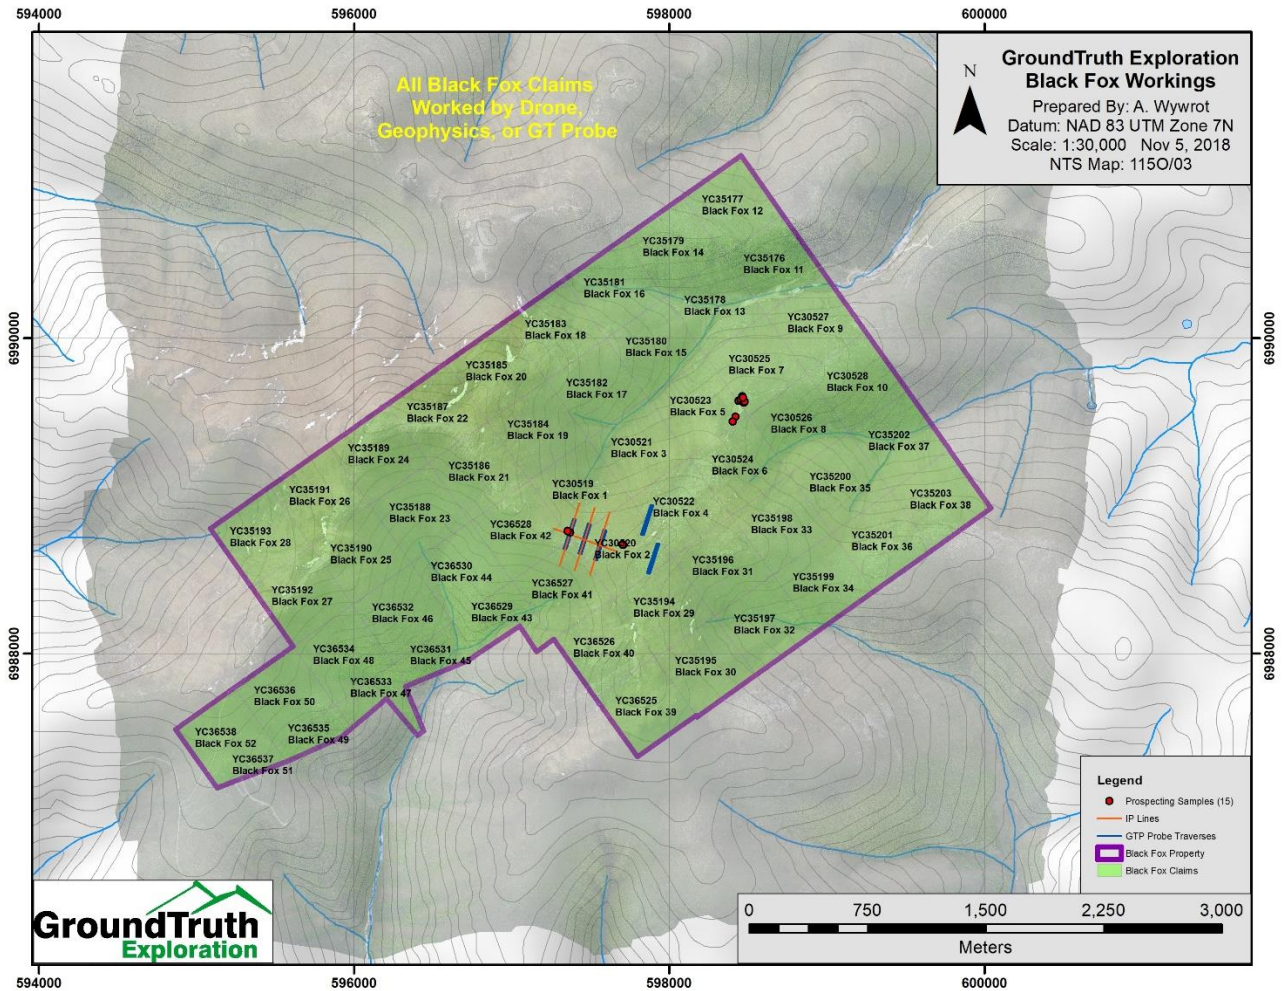 594000
596000
598000
600000
GroundTruth Exploration
Black Fox Workings
Prepared By: A. Wywrot
Datum: NAD 83 UTM Zone 7N
Scale: 1:30,000 Nov 5, 2018
NTS Map: 115O/03
N
All Black Fox Claims
Worked by Drone,
Geophysics, or GT Probe
YC35177
Black Fox 12
YC35179
Black Fox 14
YC35176
Black Fox 11
YC35181
Black Fox 16
YC35178
Black Fox 13
YC30527
Black Fox 9
YC35183
Black Fox 18
6990000
6990000
YC35180
Black Fox 15
YC35185
Black Fox 20
YC30525
Black Fox 7
YC30528
Black Fox 10
YC35182
Black Fox 17
YC35187
Black Fox 22
YC30523
Black Fox 5
YC30526
Black Fox 8
YC35184
Black Fox 19
YC35202
Black Fox 37
YC35189
Black Fox 24
YC30521
Black Fox 3
YC35186
Black Fox 21
YC30524
Black Fox 6
YC35200
Black Fox 35
YC35191
Black Fox 26
YC30519
Black Fox 1
YC35203
Black Fox 38
YC35188
Black Fox 23
YC30522
Black Fox 4
YC35193
Black Fox 28
YC36528
Black Fox 42
YC35198
Black Fox 33
YC35190
Black Fox 25
YC30520
Black Fox 2
YC35201
Black Fox 36
YC36530
Black Fox 44
YC35196
Black Fox 31
YC35192
Black Fox 27
YC36527
Black Fox 41
YC35199
Black Fox 34
YC36532
Black Fox 46
YC36529
Black Fox 43
YC35194
Black Fox 29
YC35197
Black Fox 32
YC36534
Black Fox 48
YC36531
Black Fox 45
YC36526
Black Fox 40
6988000
6988000
YC35195
Black Fox 30
YC36536
Black Fox 50
YC36533
Black Fox 47
YC36525
Black Fox 39
YC36538
Black Fox 52
YC36535
Black Fox 49
YC36537
Black Fox 51
Legend
Prospecting Samples (15)
IP Lines
GTP Probe Traverses
Black Fox Property
Black Fox Claims
GroundTruth
Exploration
0 750 1,500 2,250 3,000
Meters
594000
596000
598000
600000